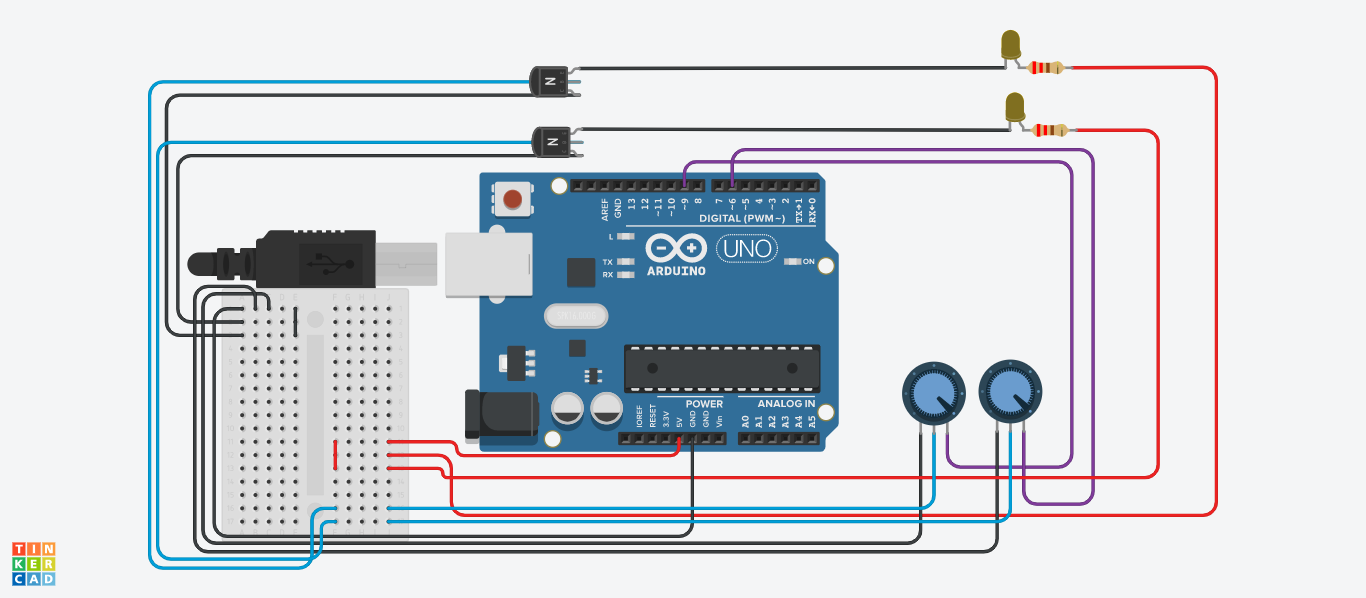 N
N
AREF
GND
13
12
~11
~10
~9
8
7
~6
~5
4
~3
2
TX→1
RX←0
DIGITAL (PWM~)
L
TX
RX
ARDUINO
UNO
ON
IOREF
RESET
3.3V
5V
GND
GND
Vin
POWER
ANALOG IN
A0
A1
A2
A3
A4
A5
TIN
KER
CAD